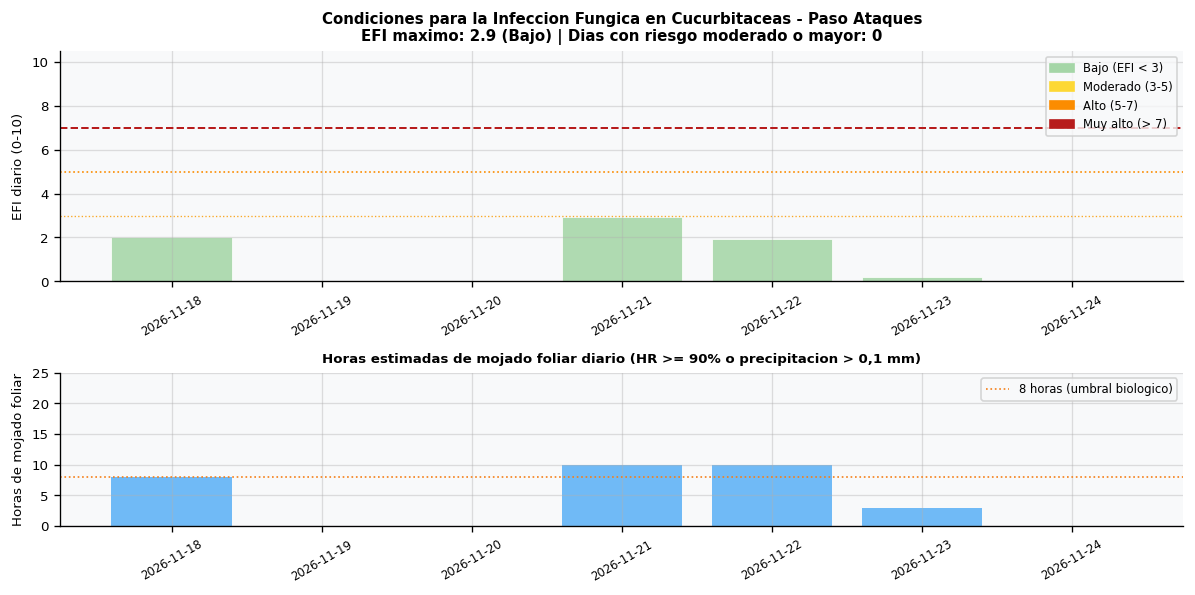 Condiciones para la Infeccion Fungica en Cucurbitaceas - Paso Ataques
EFI maximo: 2.9 (Bajo) | Dias con riesgo moderado o mayor: 0
EFI diario (0-10)
10
8
6
4
2
0
Bajo (EFI < 3)
Moderado (3-5)
Alto (5-7)
Muy alto (> 7)
2026-11-18
2026-11-19
2026-11-20
2026-11-21
2026-11-22
2026-11-23
2026-11-24
Horas estimadas de mojado foliar diario (HR >= 90% o precipitacion > 0,1 mm)
Horas de mojado foliar
25
20
15
10
5
0
8 horas (umbral biologico)
2026-11-18
2026-11-19
2026-11-20
2026-11-21
2026-11-22
2026-11-23
2026-11-24